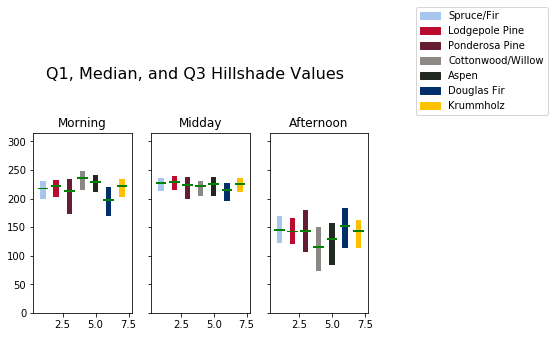 Spruce/Fir
Lodgepole Pine
Ponderosa Pine
Cottonwood/Willow
Aspen
Douglas Fir
Krummholz
Q1, Median, and Q3 Hillshade Values
Morning Midday Afternoon
300
250
200
150
100
50
0
2.5 5.0 7.5 2.5 5.0 7.5 2.5 5.0 7.5